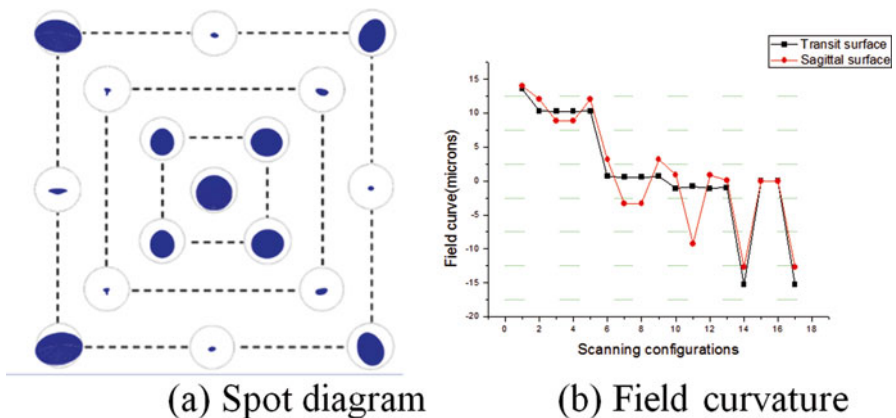 Transit surface
Sagittal surface
15
10
5
0
-5
-10
-15
-20
Field curve(microns)
0 2 4 6 8 10 12 14 16 18
Scanning configurations
(a) Spot diagram
(b) Field curvature